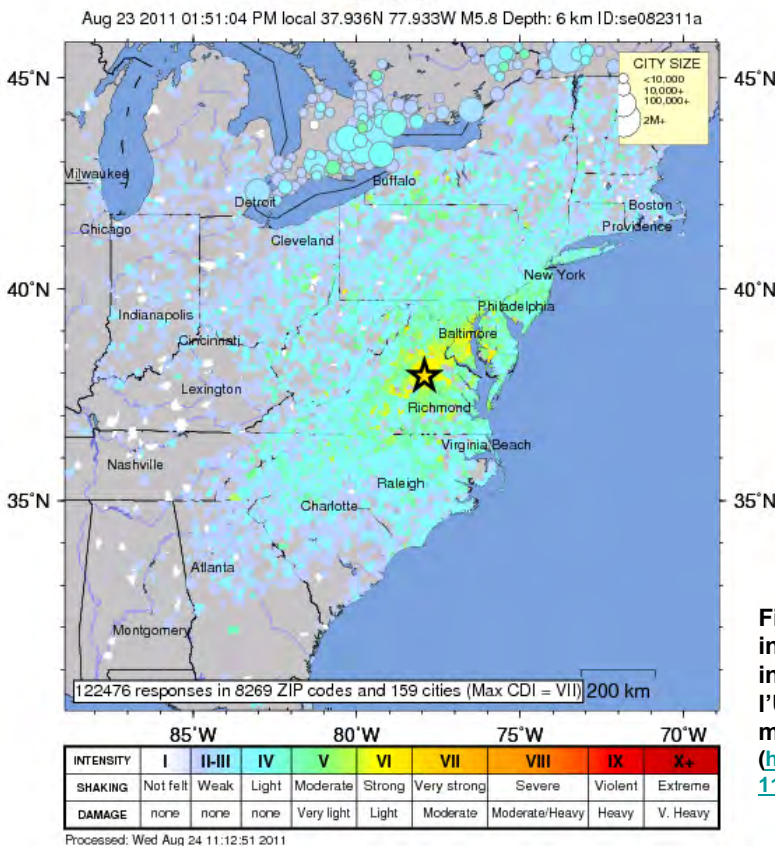 Aug 23 2011 01:51:04 PM local 37.936N 77.933W M5.8 Depth: 6 km ID:se082311a
CITY SIZE
<10,000
10,000+
100,000+
2M+
45°N
45°N
Milwaukee
Buffalo
Detroit
Boston
Chicago
Providence
Cleveland
New York
40°N
40°N
Philadelphia
Indianapolis
Baltimore
Cincinnati
Lexington
Richmond
Virginia Beach
Nashville
Raleigh
35°N
35°N
Charlotte
Atlanta
Montgomery
122476 responses in 8269 ZIP codes and 159 cities (Max CDI = VII)
200 km
85°W
80°W
75°W
70°W
INTENSITY I II-III IV V VI VII VIII IX X+
SHAKING Not felt Weak Light Moderate Strong Very strong Severe Violent Extreme
DAMAGE none none none Very light Light Moderate Moderate/Heavy Heavy V. Heavy
Processed: Wed Aug 24 11:12:51 2011
Fi
in
in
l'U
m
(h
11